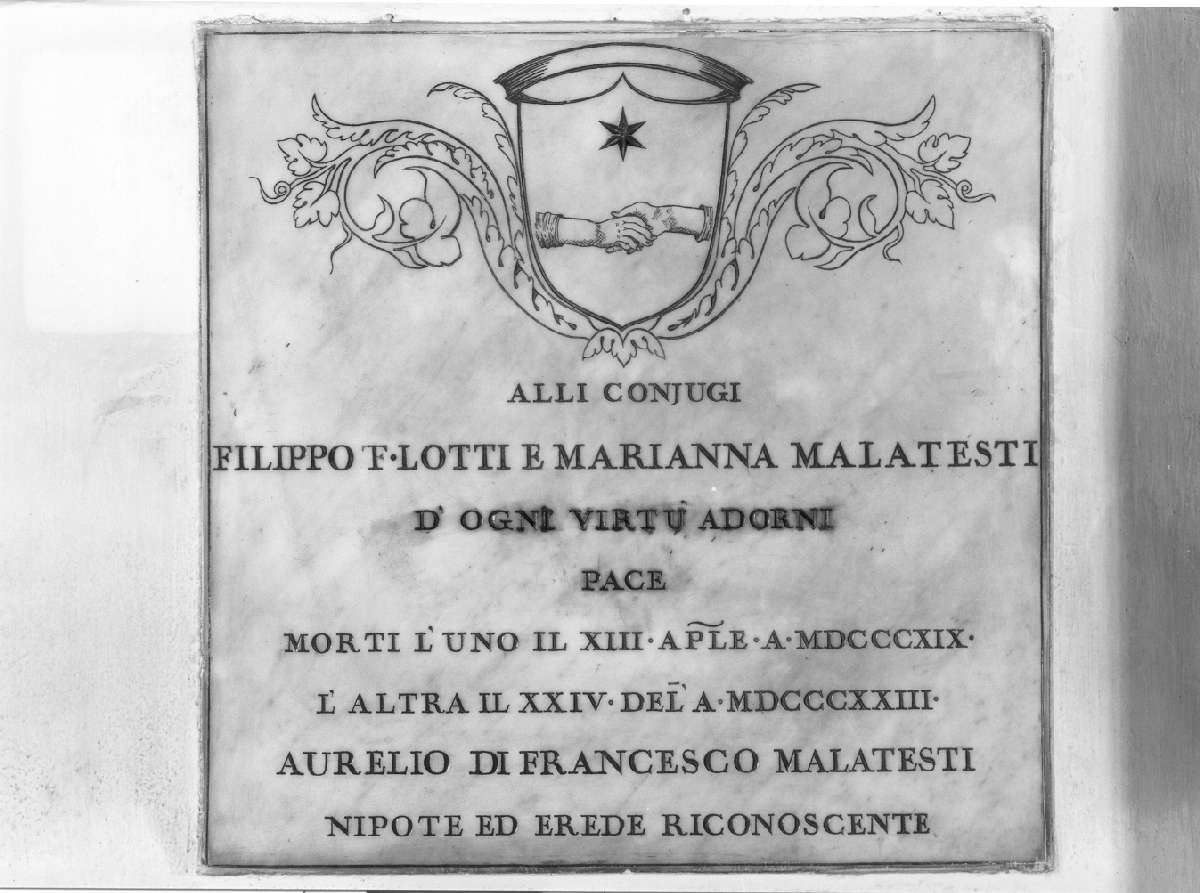 ALLI CONJUGI
FILIPPO F·LOTTI E MARIANNA MALATESTI
D' OGNI VIRTÙ ADORNI
PACE
MORTI L' UNO IL XIII·AP̅L̅E·A·MDCCCXIX·
L' ALTRA IL XXIV·DEL̅' A·MDCCCXXIII·
AURELIO DI FRANCESCO MALATESTI
NIPOTE ED EREDE RICONOSCENTE